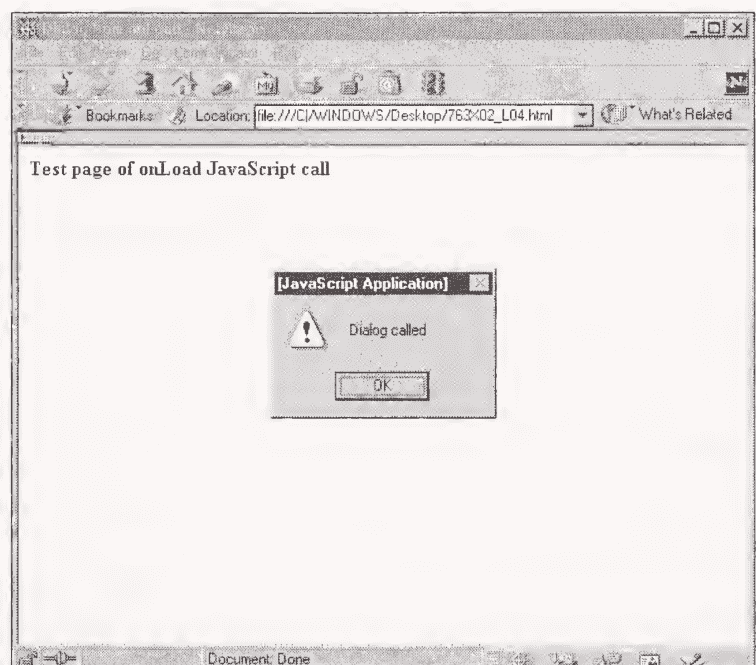 My
Bookmarks Location: file:///C|/WINDOWS/Desktop/763X02_L04.html What's Related
Test page of onLoad JavaScript call
[JavaScript Application]
Dialog called
OK
Document: Done